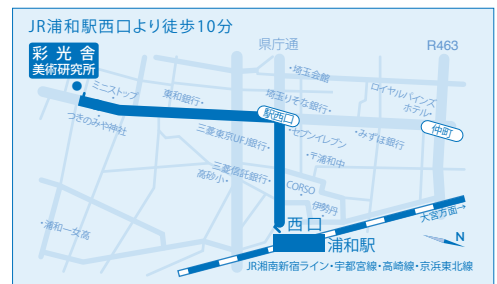 JR浦和駅西口より徒歩10分
彩光舎
美術研究所
県庁通
R463
・埼玉会館
ミニストップ
東和銀行・
埼玉りそな銀行・
ロイヤルパインズ
ホテル・
駅西口
仲町
つきのみや神社
三菱東京UFJ銀行・
・セブンイレブン
・みずほ銀行
・〒浦和中
三菱信託銀行・
高砂小・
CORSO
伊勢丹
・浦和一女高
西口
浦和駅
大宮方面→
N
JR湘南新宿ライン・宇都宮線・高崎線・京浜東北線